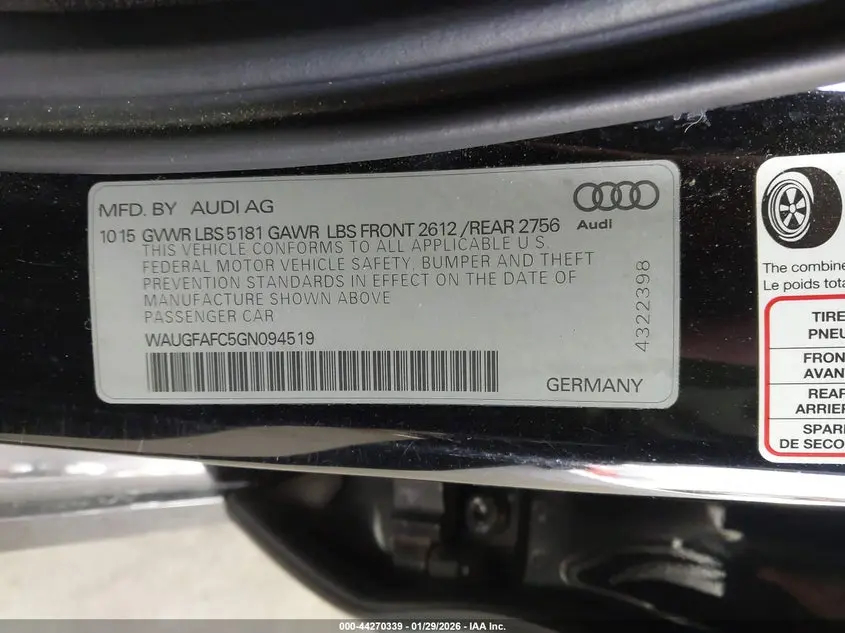 MFD. BY AUDI AG
Audi
1015 GVWR LBS 5181 GAWR LBS FRONT 2612 /REAR 2756
THIS VEHICLE CONFORMS TO ALL APPLICABLE U S.
FEDERAL MOTOR VEHICLE SAFETY, BUMPER AND THEFT
PREVENTION STANDARDS IN EFFECT ON THE DATE OF
MANUFACTURE SHOWN ABOVE
PASSENGER CAR
WAUGFAFC5GN094519
GERMANY
4322398
The combine
Le poids tota
TIRE
PNEU
FRON
AVAN
REAR
ARRIER
SPAR
DE SECO
000-44270339 - 01/29/2026 - IAA Inc.